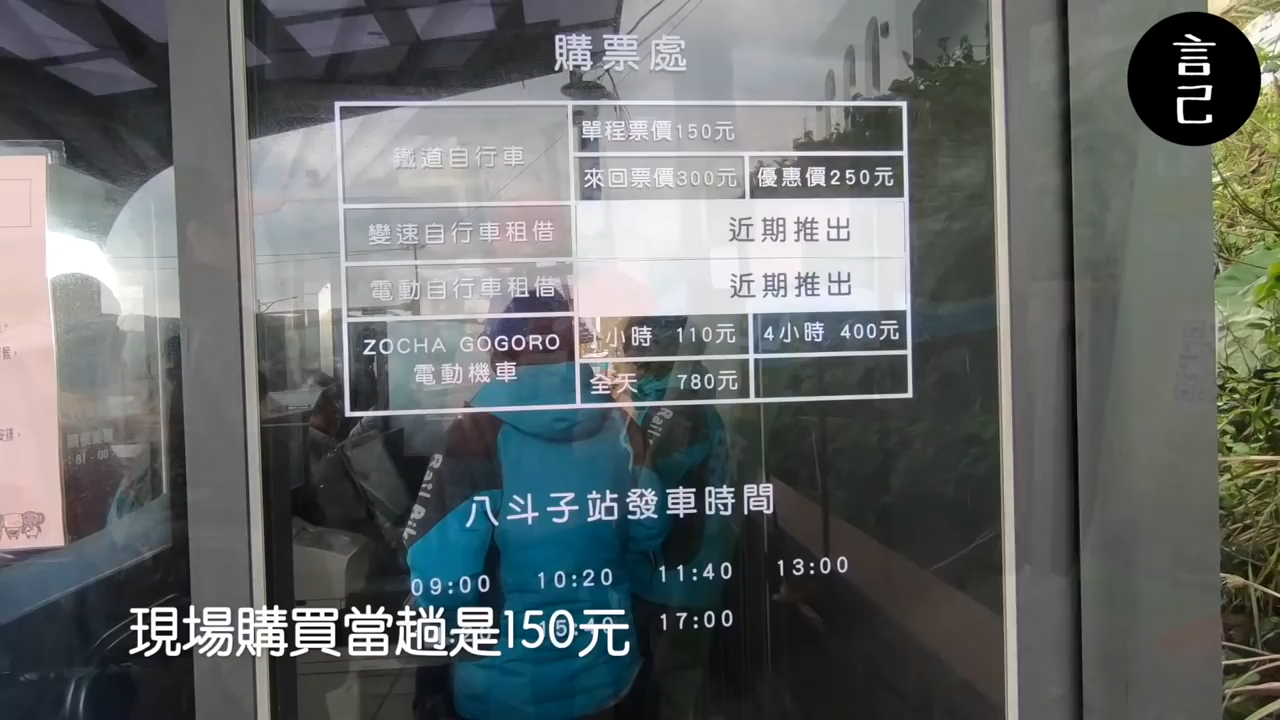 言己
購票處
鐵道自行車
單程票價150元
來回票價300元
優惠價250元
變速自行車租借
近期推出
電動自行車租借
近期推出
ZOCHA GOGORO
電動機車
1小時 110元
4小時 400元
全天 780元
八斗子站發車時間
09:00 10:20 11:40 13:00
17:00
現場購買當趟是150元